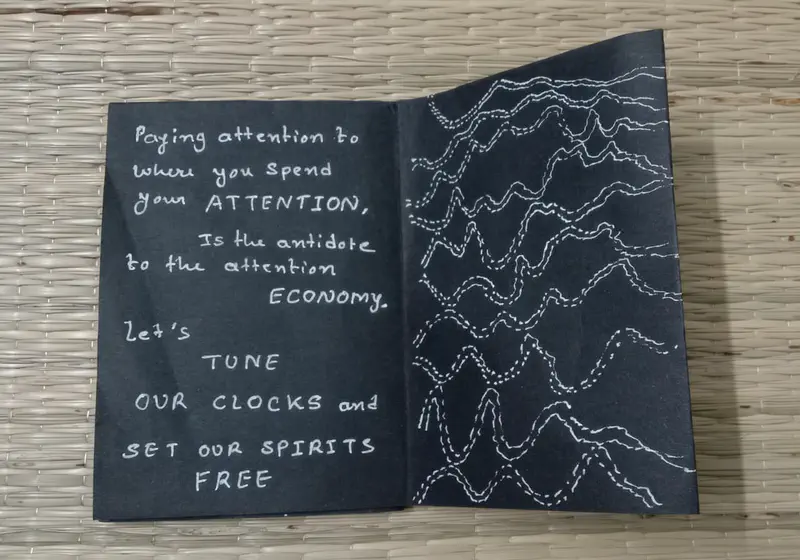 Paying attention to
where you spend
your ATTENTION,
Is the antidote
to the attention
ECONOMY.
Let's
TUNE
OUR CLOCKS and
SET OUR SPIRITS
FREE